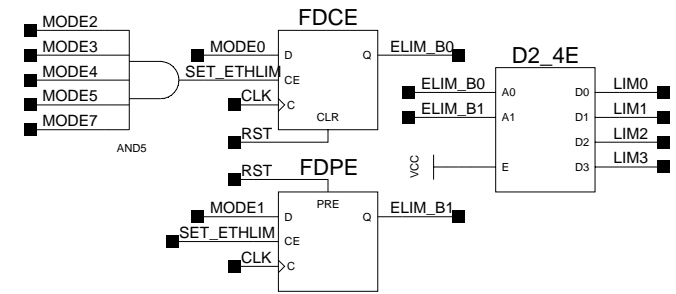 MODE2
MODE3
MODE4
MODE5
MODE7
AND5
SET_ETHLIM
FDCE
MODE0
D
Q
ELIM_B0
CE
CLK
C
CLR
RST
FDPE
RST
PRE
MODE1
D
Q
ELIM_B1
SET_ETHLIM
CE
CLK
C
D2_4E
ELIM_B0
A0
D0
LIM0
ELIM_B1
A1
D1
LIM1
D2
LIM2
VCC
E
D3
LIM3